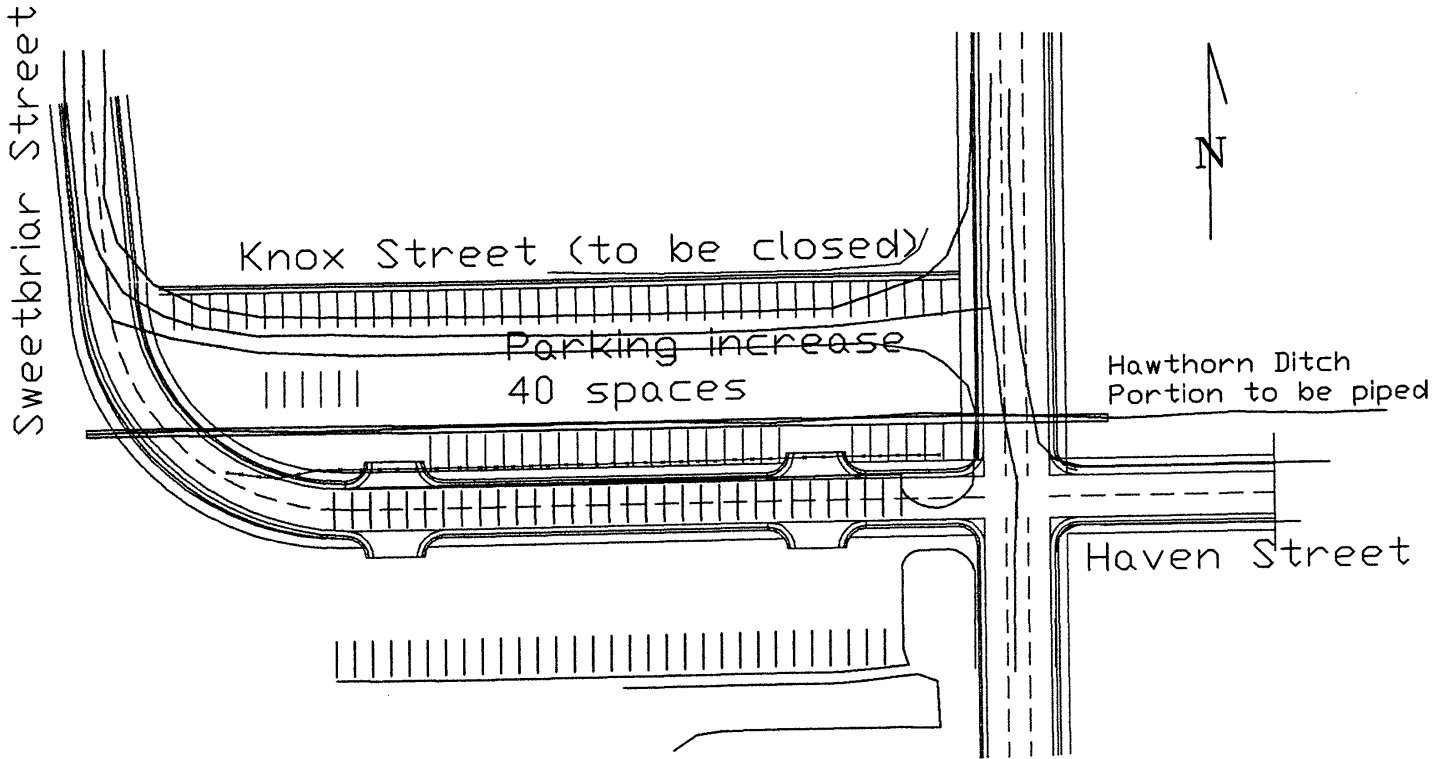 Sweetbriar Street
N
Knox Street (to be closed)
Parking increase
40 spaces
Hawthorn Ditch
Portion to be piped
Haven Street